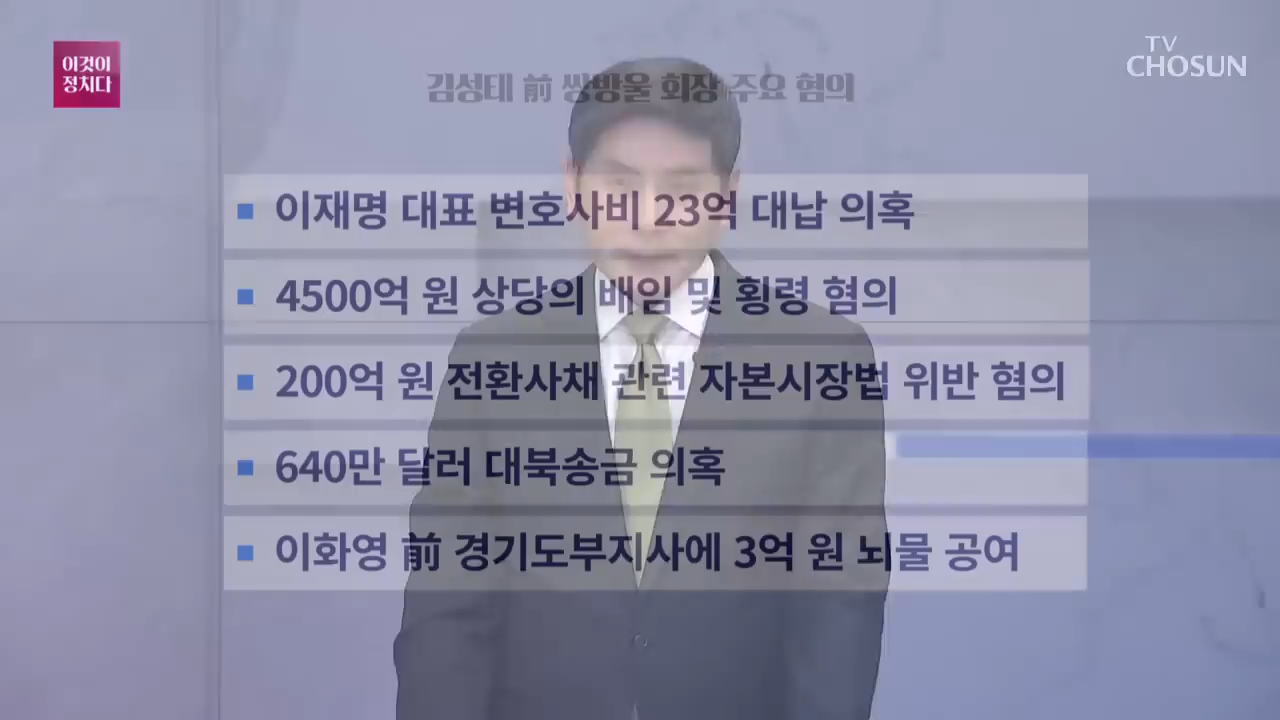 이것이
정치다
TV
CHOSUN
김성태 前 쌍방울 회장 주요 혐의
이재명 대표 변호사비 23억 대납 의혹
4500억 원 상당의 배임 및 횡령 혐의
200억 원 전환사채 관련 자본시장법 위반 혐의
640만 달러 대북송금 의혹
이화영 前 경기도부지사에 3억 원 뇌물 공여